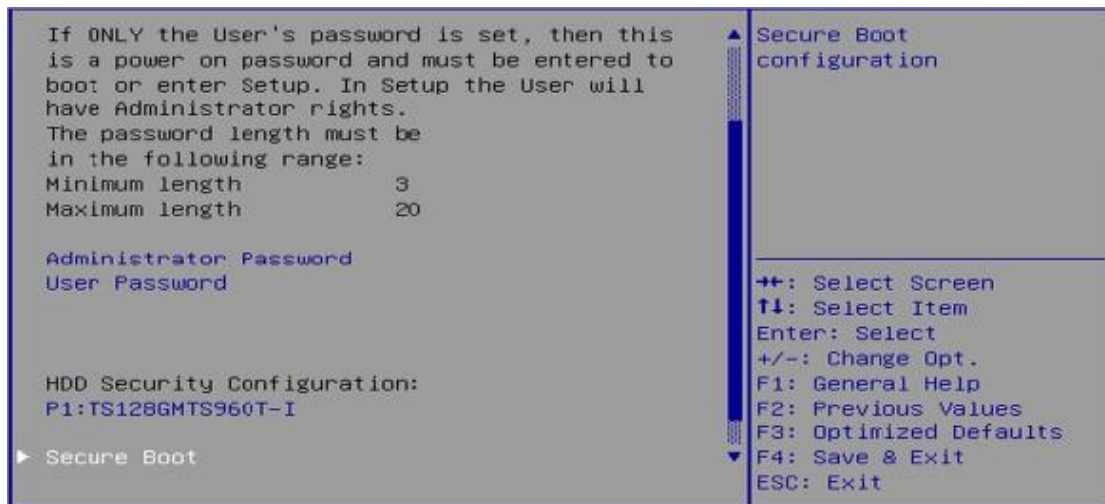 If ONLY the User's password is set, then this
is a power on password and must be entered to
boot or enter Setup. In Setup the User will
have Administrator rights.
The password length must be
in the following range:
Minimum length 3
Maximum length 20
Administrator Password
User Password
HDD Security Configuration:
P1:TS128GMTS960T-I
Secure Boot
Secure Boot
configuration
→←: Select Screen
↑↓: Select Item
Enter: Select
+/-: Change Opt.
F1: General Help
F2: Previous Values
F3: Optimized Defaults
F4: Save & Exit
ESC: Exit